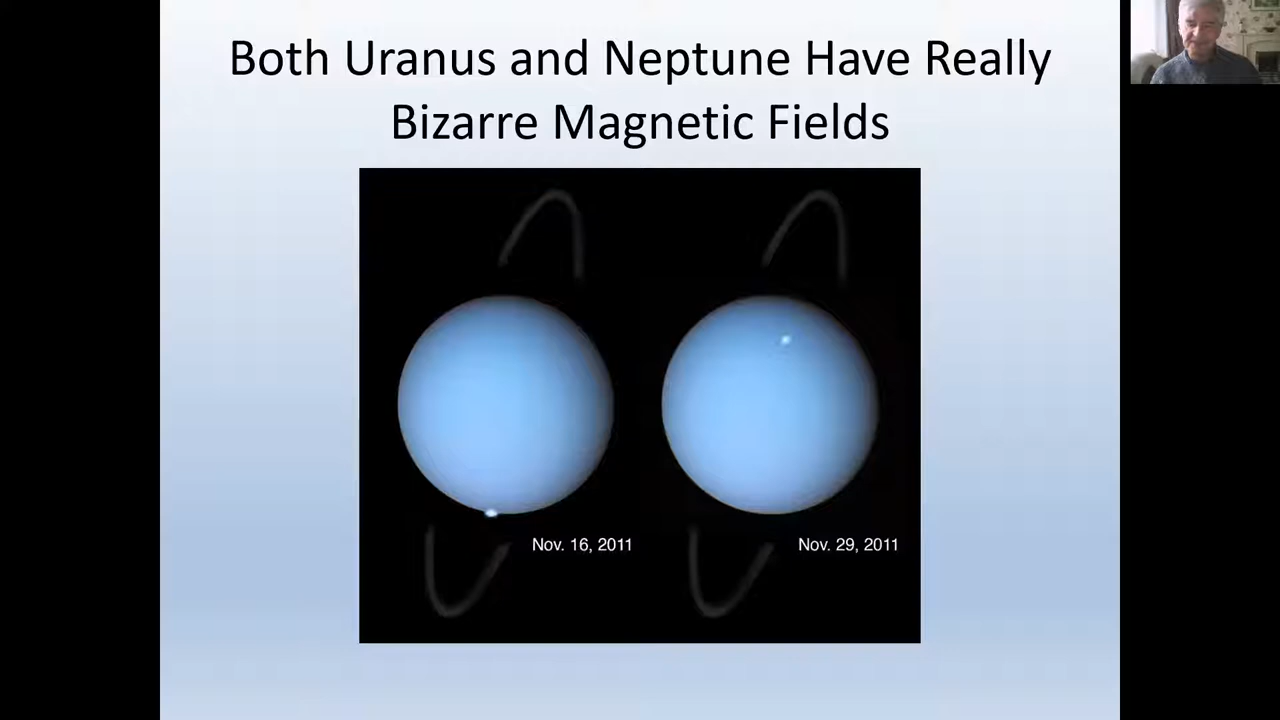 Both Uranus and Neptune Have Really
Bizarre Magnetic Fields
Nov. 16, 2011
Nov. 29, 2011